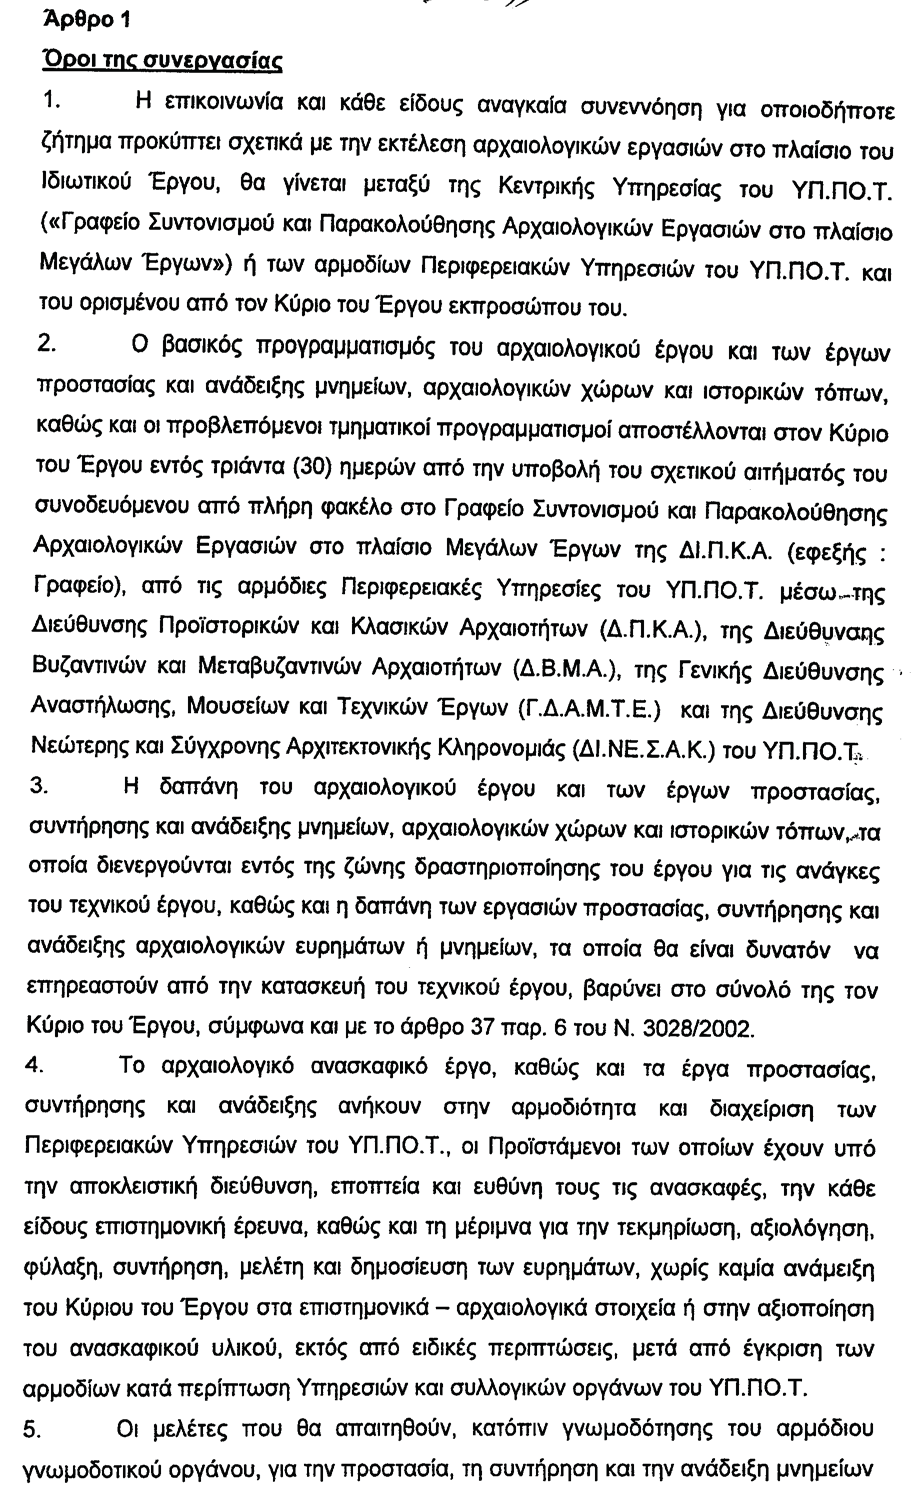 Άρθρο 1
Όροι της συνεργασίας
1. Η επικοινωνία και κάθε είδους αναγκαία συνεννόηση για οποιοδήποτε
ζήτημα προκύπτει σχετικά με την εκτέλεση αρχαιολογικών εργασιών στο πλαίσιο του
Ιδιωτικού Έργου, θα γίνεται μεταξύ της Κεντρικής Υπηρεσίας του ΥΠ.ΠΟ.Τ.
(«Γραφείο Συντονισμού και Παρακολούθησης Αρχαιολογικών Εργασιών στο πλαίσιο
Μεγάλων Έργων») ή των αρμοδίων Περιφερειακών Υπηρεσιών του ΥΠ.ΠΟ.Τ. και
του ορισμένου από τον Κύριο του Έργου εκπροσώπου του.
2. Ο βασικός προγραμματισμός του αρχαιολογικού έργου και των έργων
προστασίας και ανάδειξης μνημείων, αρχαιολογικών χώρων και ιστορικών τόπων,
καθώς και οι προβλεπόμενοι τμηματικοί προγραμματισμοί αποστέλλονται στον Κύριο
του Έργου εντός τριάντα (30) ημερών από την υποβολή του σχετικού αιτήματός του
συνοδευόμενου από πλήρη φακέλο στο Γραφείο Συντονισμού και Παρακολούθησης
Αρχαιολογικών Εργασιών στο πλαίσιο Μεγάλων Έργων της ΔΙ.Π.Κ.Α. (εφεξής :
Γραφείο), από τις αρμόδιες Περιφερειακές Υπηρεσίες του ΥΠ.ΠΟ.Τ. μέσω της
Διεύθυνσης Προϊστορικών και Κλασικών Αρχαιοτήτων (Δ.Π.Κ.Α.), της Διεύθυνσης
Βυζαντινών και Μεταβυζαντινών Αρχαιοτήτων (Δ.Β.Μ.Α.), της Γενικής Διεύθυνσης
Αναστήλωσης, Μουσείων και Τεχνικών Έργων (Γ.Δ.Α.Μ.Τ.Ε.) και της Διεύθυνσης
Νεώτερης και Σύγχρονης Αρχιτεκτονικής Κληρονομιάς (ΔΙ.ΝΕ.Σ.Α.Κ.) του ΥΠ.ΠΟ.Τ.
3. Η δαπάνη του αρχαιολογικού έργου και των έργων προστασίας,
συντήρησης και ανάδειξης μνημείων, αρχαιολογικών χώρων και ιστορικών τόπων, τα
οποία διενεργούνται εντός της ζώνης δραστηριοποίησης του έργου για τις ανάγκες
του τεχνικού έργου, καθώς και η δαπάνη των εργασιών προστασίας, συντήρησης και
ανάδειξης αρχαιολογικών ευρημάτων ή μνημείων, τα οποία θα είναι δυνατόν να
επηρεαστούν από την κατασκευή του τεχνικού έργου, βαρύνει στο σύνολό της τον
Κύριο του Έργου, σύμφωνα και με το άρθρο 37 παρ. 6 του Ν. 3028/2002.
4. Το αρχαιολογικό ανασκαφικό έργο, καθώς και τα έργα προστασίας,
συντήρησης και ανάδειξης ανήκουν στην αρμοδιότητα και διαχείριση των
Περιφερειακών Υπηρεσιών του ΥΠ.ΠΟ.Τ., οι Προϊστάμενοι των οποίων έχουν υπό
την αποκλειστική διεύθυνση, εποπτεία και ευθύνη τους τις ανασκαφές, την κάθε
είδους επιστημονική έρευνα, καθώς και τη μέριμνα για την τεκμηρίωση, αξιολόγηση,
φύλαξη, συντήρηση, μελέτη και δημοσίευση των ευρημάτων, χωρίς καμία ανάμειξη
του Κύριου του Έργου στα επιστημονικά – αρχαιολογικά στοιχεία ή στην αξιοποίηση
του ανασκαφικού υλικού, εκτός από ειδικές περιπτώσεις, μετά από έγκριση των
αρμοδίων κατά περίπτωση Υπηρεσιών και συλλογικών οργάνων του ΥΠ.ΠΟ.Τ.
5. Οι μελέτες που θα απαιτηθούν, κατόπιν γνωμοδότησης του αρμόδιου
γνωμοδοτικού οργάνου, για την προστασία, τη συντήρηση και την ανάδειξη μνημείων